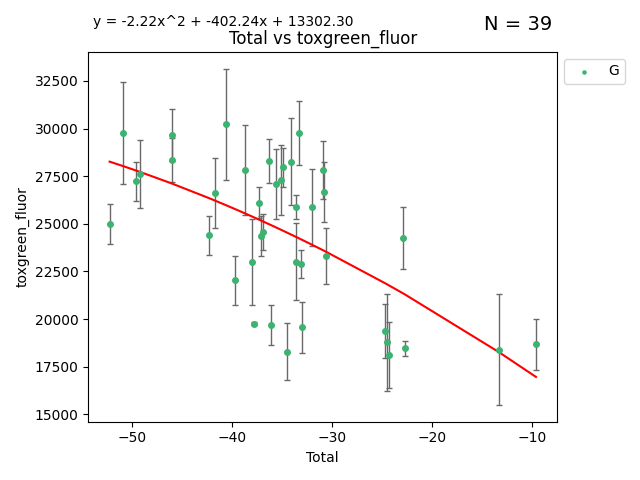 y = -2.22x^2 + -402.24x + 13302.30
N = 39
Total vs toxgreen_fluor
G
toxgreen_fluor
32500
30000
27500
25000
22500
20000
17500
15000
−50
−40
−30
−20
−10
Total